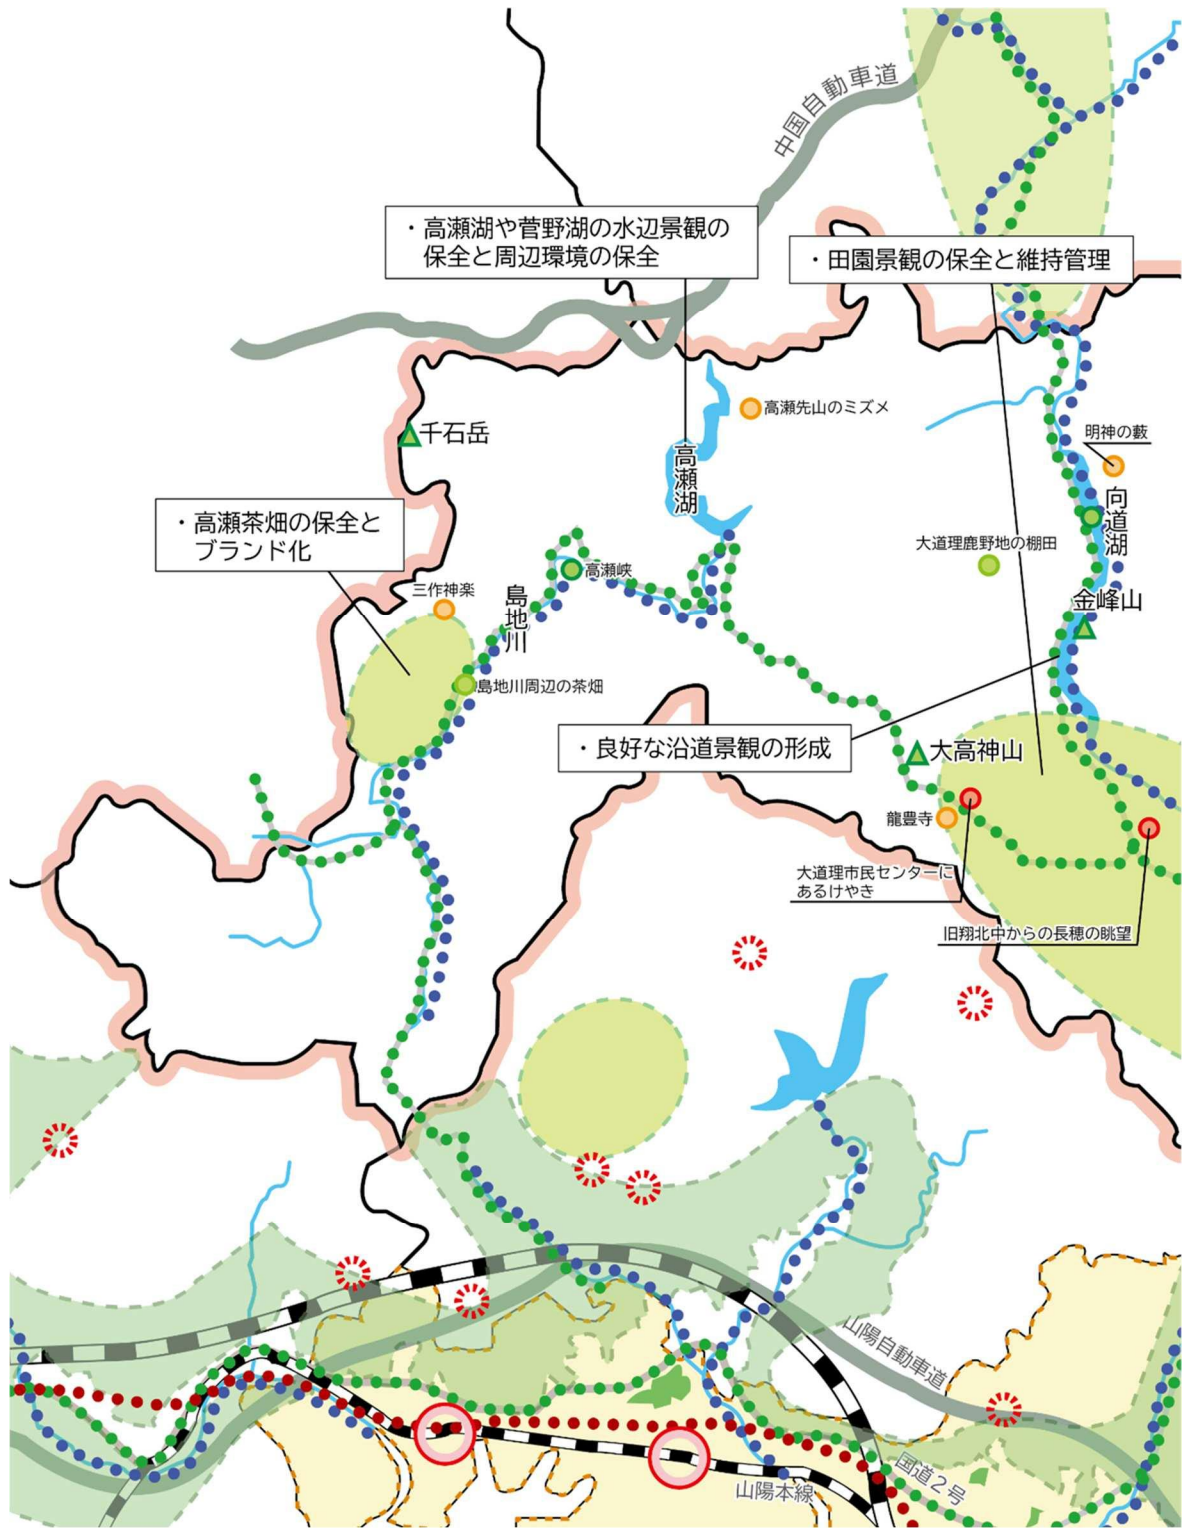 中国自動車道
・高瀬湖や菅野湖の水辺景観の
保全と周辺環境の保全
・田園景観の保全と維持管理
高瀬先山のミズメ
千石岳
明神の藪
高瀬湖
向道湖
・高瀬茶畑の保全と
ブランド化
大道理鹿野地の棚田
高瀬峡
三作神楽
島地川
金峰山
島地川周辺の茶畑
・良好な沿道景観の形成
大高神山
龍豊寺
大道理市民センターに
あるけやき
旧翔北中からの長穂の眺望
山陽自動車道
国道2号
山陽本線